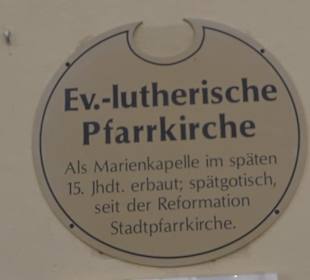 Ev.-lutherische
Pfarrkirche
Als Marienkapelle im späten
15. Jhdt. erbaut; spätgotisch,
seit der Reformation
Stadtpfarrkirche.